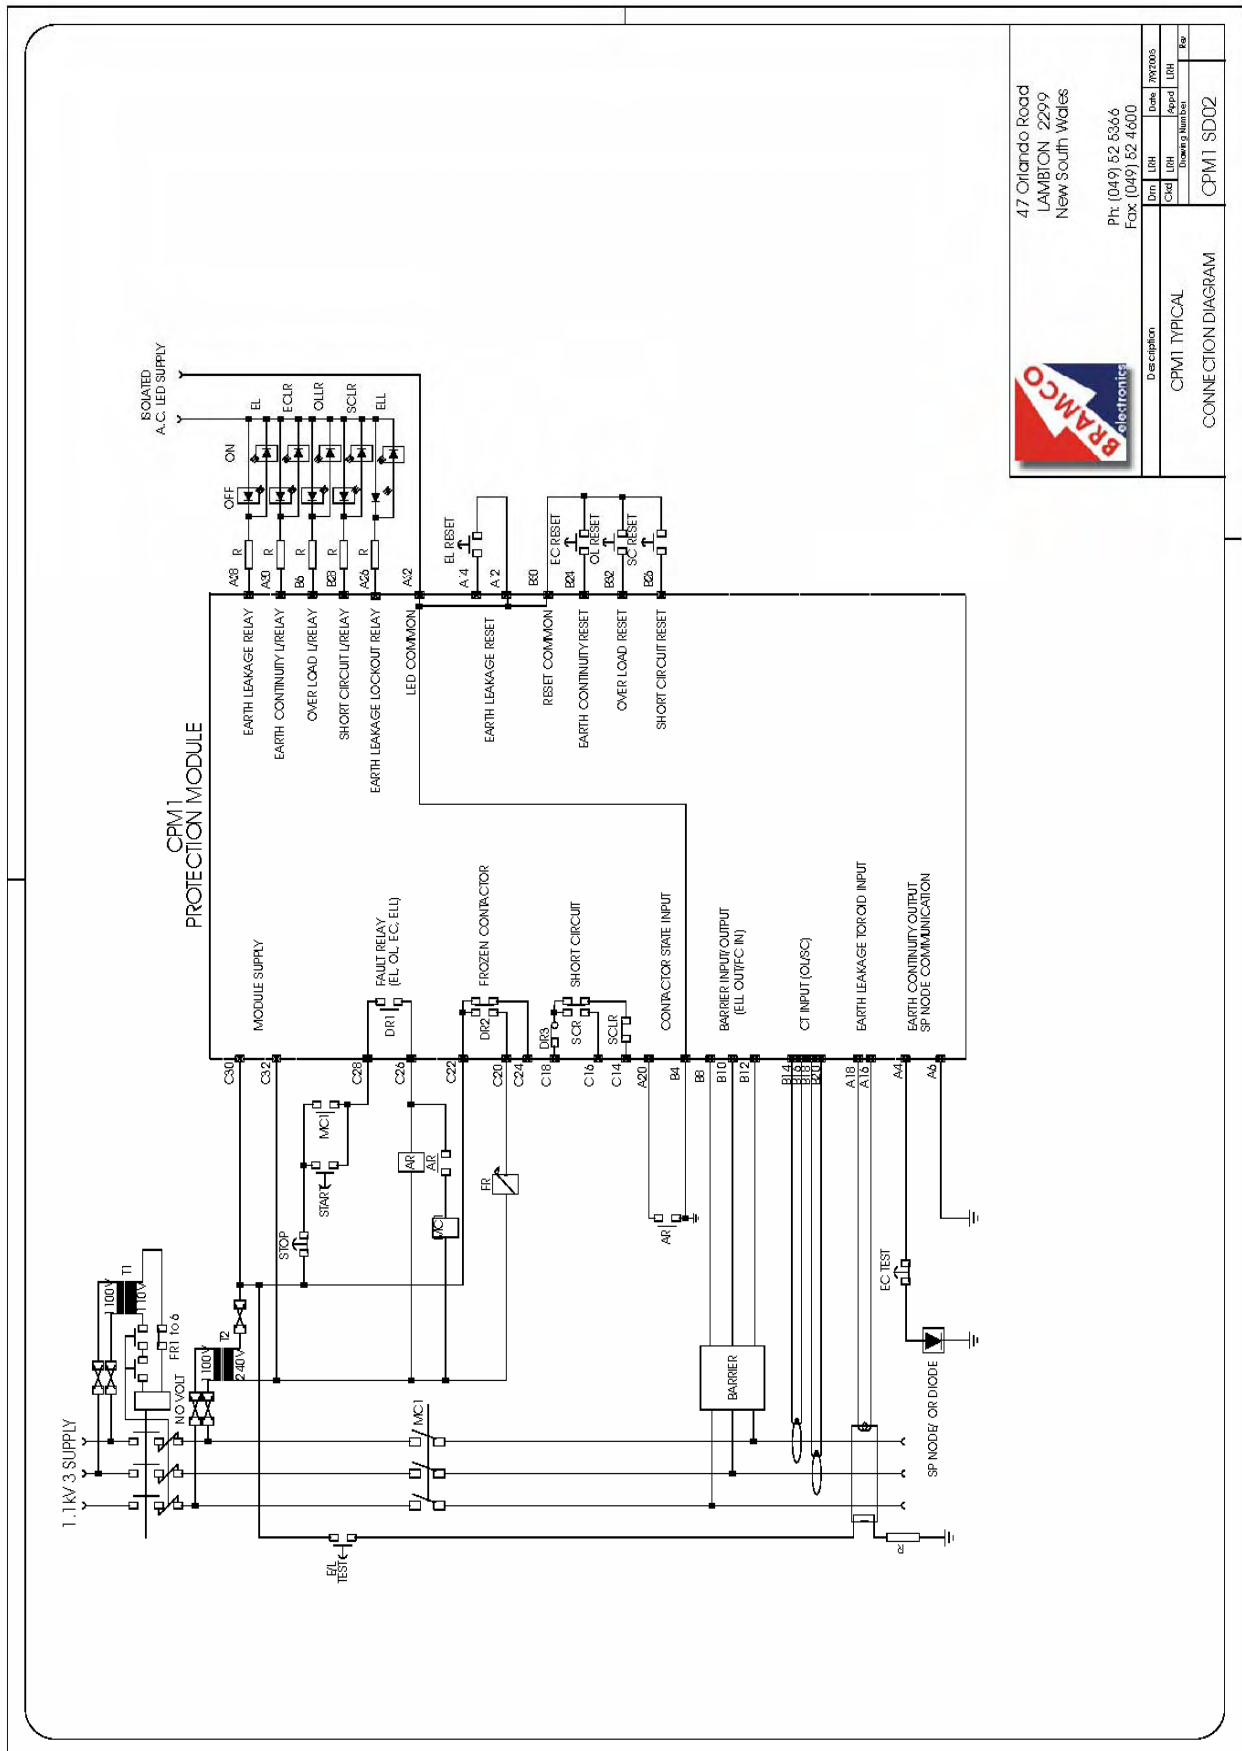 CPM1
PROTECTION MODULE
1.1kV 3 SUPPLY
NO VOLT
FR1 to 6
1100V
110V
T1
1100V
240V
T2
E/L
TEST
STOP
START
MC1
MC1
MC1
AR
AR
FR
AR
BARRIER
EC TEST
SP NODE/ OR DIODE
C30
C32
C28
C26
C22
C20
C24
C18
C16
C14
A20
B4
B8
B10
B12
B14
B16
B18
B20
A18
A16
A4
A6
MODULE SUPPLY
FAULT RELAY
(EL, OL, EC, ELL)
DR1
FROZEN CONTACTOR
DR2
SHORT CIRCUIT
DR3
SCR
SCLR
CONTACTOR STATE INPUT
BARRIER INPUT/OUTPUT
(ELL OUT/FC IN)
CT INPUT (OL/SC)
EARTH LEAKAGE TOROID INPUT
EARTH CONTINUITY OUTPUT
SP NODE COMMUNICATION
EARTH LEAKAGE RELAY
EARTH CONTINUITY L/RELAY
OVER LOAD L/RELAY
SHORT CIRCUIT L/RELAY
EARTH LEAKAGE LOCKOUT RELAY
LED COMMON
EARTH LEAKAGE RESET
RESET COMMON
EARTH CONTINUITY RESET
OVER LOAD RESET
SHORT CIRCUIT RESET
A28
A30
B6
B28
A26
A32
A14
A12
B30
B24
B32
B26
R
R
R
R
R
OFF
ON
EL
ECLR
OLLR
SCLR
ELL
ISOLATED
A.C. LED SUPPLY
EL RESET
EC RESET
OL RESET
SC RESET
BRAMCO
electronics
47 Orlando Road
LAMBTON 2299
New South Wales
Ph: (049) 52 5366
Fax: (049) 52 4600
Description
CPM1 TYPICAL
CONNECTION DIAGRAM
Drn LRH Date
Ckd LRH Appd LRH
Drawing Number Rev
CPM1 SD02